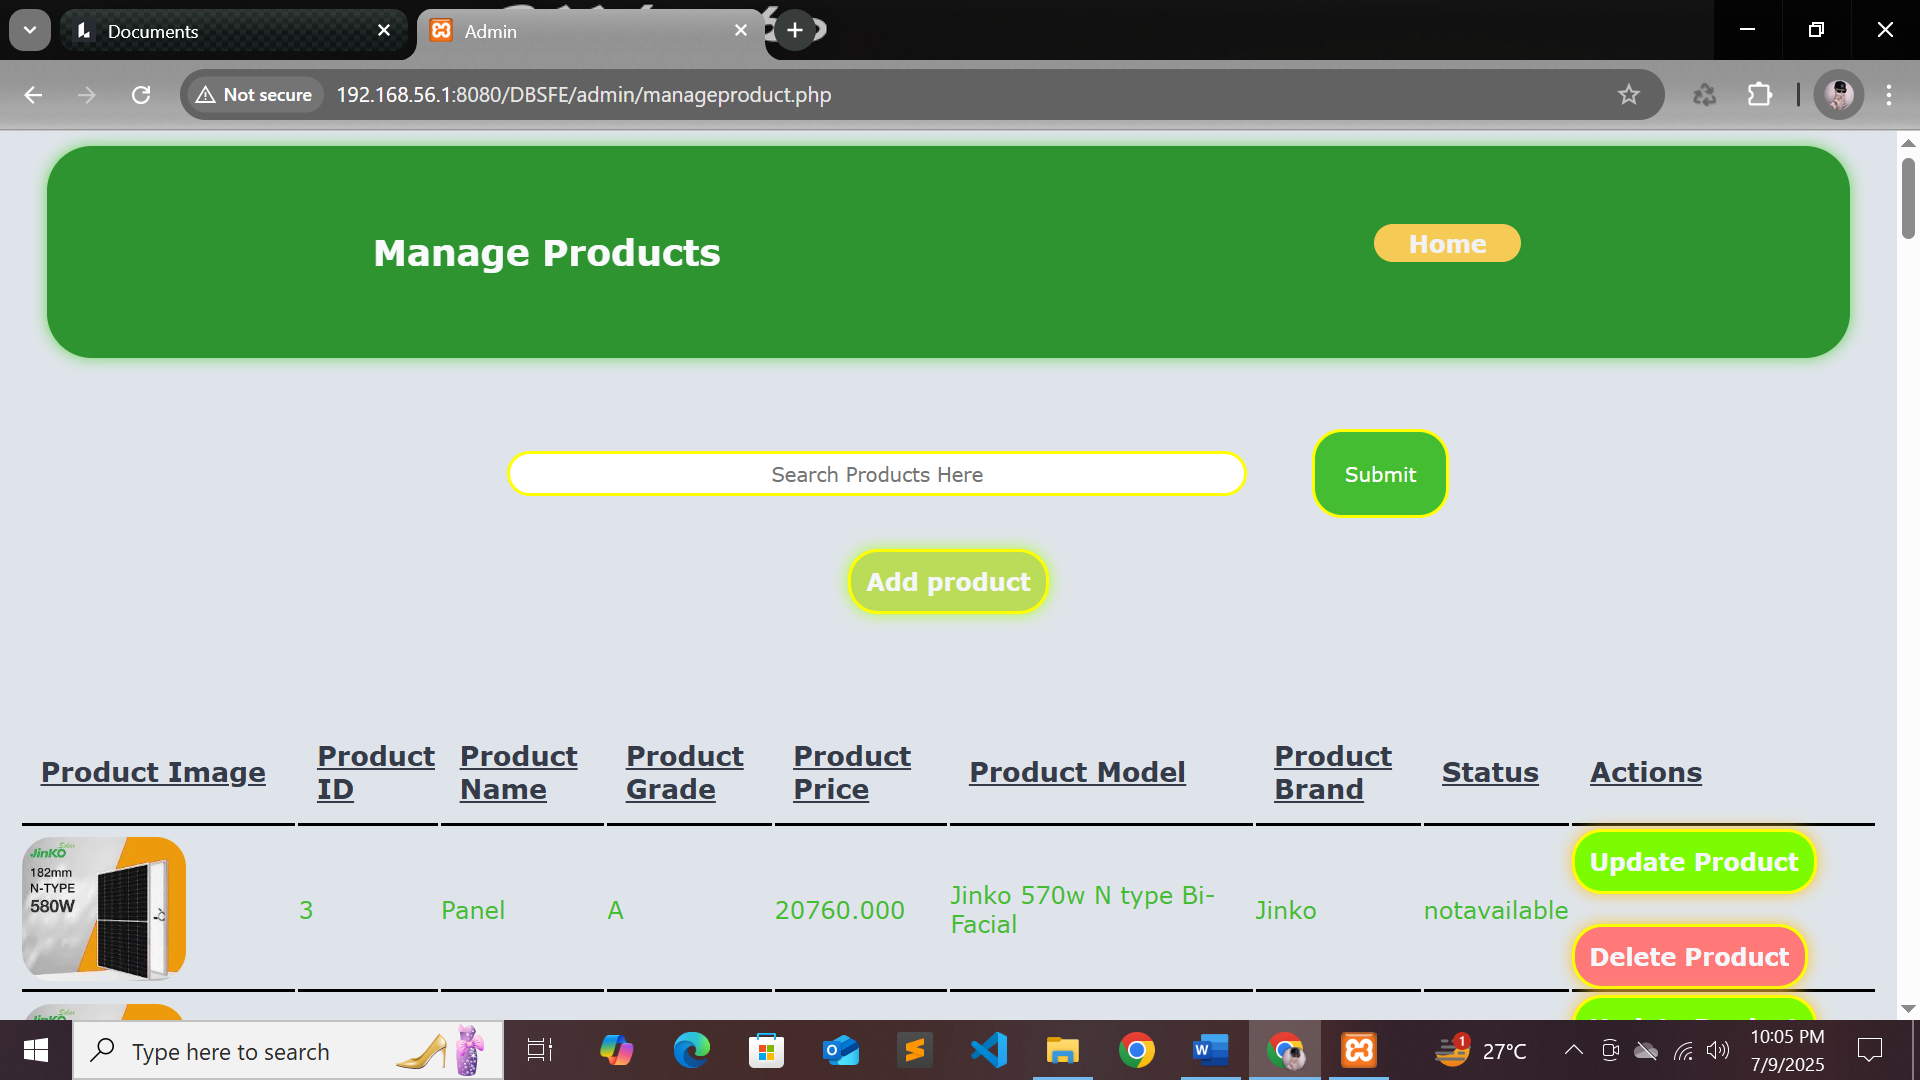 Documents
Admin
Not secure
192.168.56.1:8080/DBSFE/admin/manageproduct.php
Manage Products
Home
Search Products Here
Submit
Add product
Product Image
Product ID
Product Name
Product Grade
Product Price
Product Model
Product Brand
Status
Actions
Jinko Solar
182mm
N-TYPE
580W
3
Panel
A
20760.000
Jinko 570w N type Bi-
Facial
Jinko
notavailable
Update Product
Delete Product
Type here to search
1
27°C
10:05 PM
7/9/2025